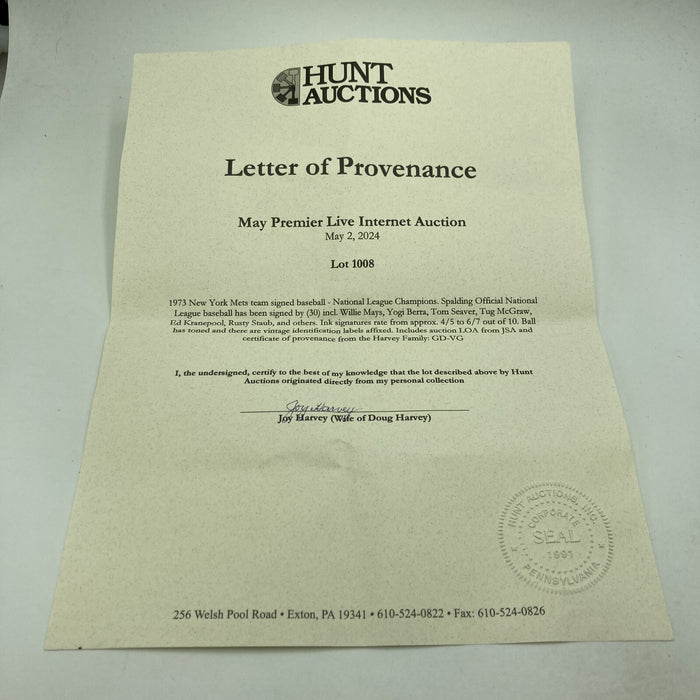 HUNT
AUCTIONS
Letter of Provenance
May Premier Live Internet Auction
May 2, 2024
Lot 1008
1973 New York Mets team signed baseball - National League Champions. Spalding Official National
League baseball has been signed by (30) incl. Willie Mays, Yogi Berra, Tom Seaver, Tug McGraw,
Ed Kranepool, Rusty Staub, and others. Ink signatures rate from approx. 4/5 to 6/7 out of 10. Ball
has toned and there are vintage identification labels affixed. Includes auction LOA from JSA and
certificate of provenance from the Harvey Family: GD-VG
I, the undersigned, certify to the best of my knowledge that the lot described above by Hunt
Auctions originated directly from my personal collection
Joy Harvey
Joy Harvey (Wife of Doug Harvey)
HUNT AUCTIONS, INC.
CORPORATE
SEAL
1991
PENNSYLVANIA
256 Welsh Pool Road • Exton, PA 19341 • 610-524-0822 • Fax: 610-524-0826